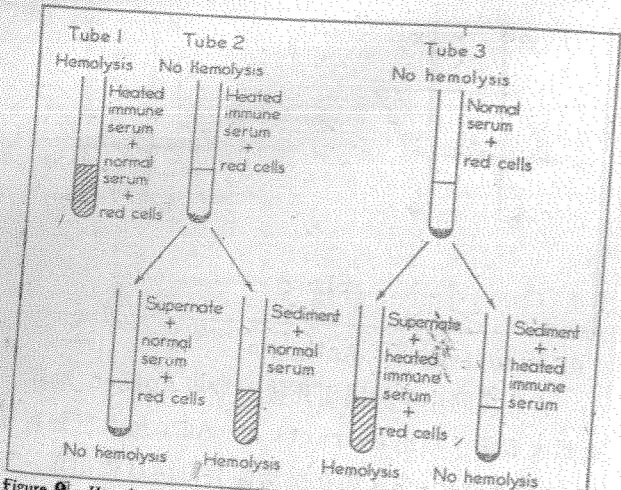 Tube 1
Hemolysis
Heated
immune
serum
+
normal
serum
+
red cells
Tube 2
No Hemolysis
Heated
immune
serum
+
red cells
Tube 3
No hemolysis
Normal
serum
+
red cells
Supernate
+
normal
serum
+
red cells
No hemolysis
Sediment
+
normal
serum
Hemolysis
Supernate
+
heated
immune
serum
+
red cells
Hemolysis
Sediment
+
heated
immune
serum
No hemolysis
Figure